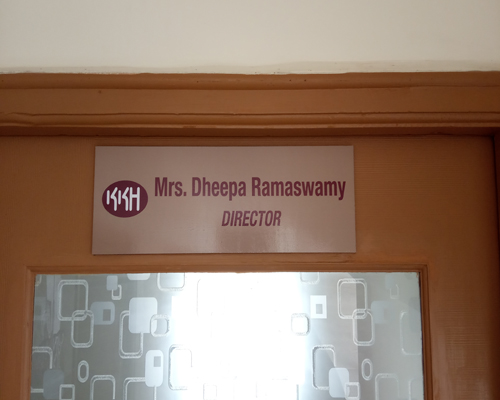 KKH
Mrs. Dheepa Ramaswamy
DIRECTOR